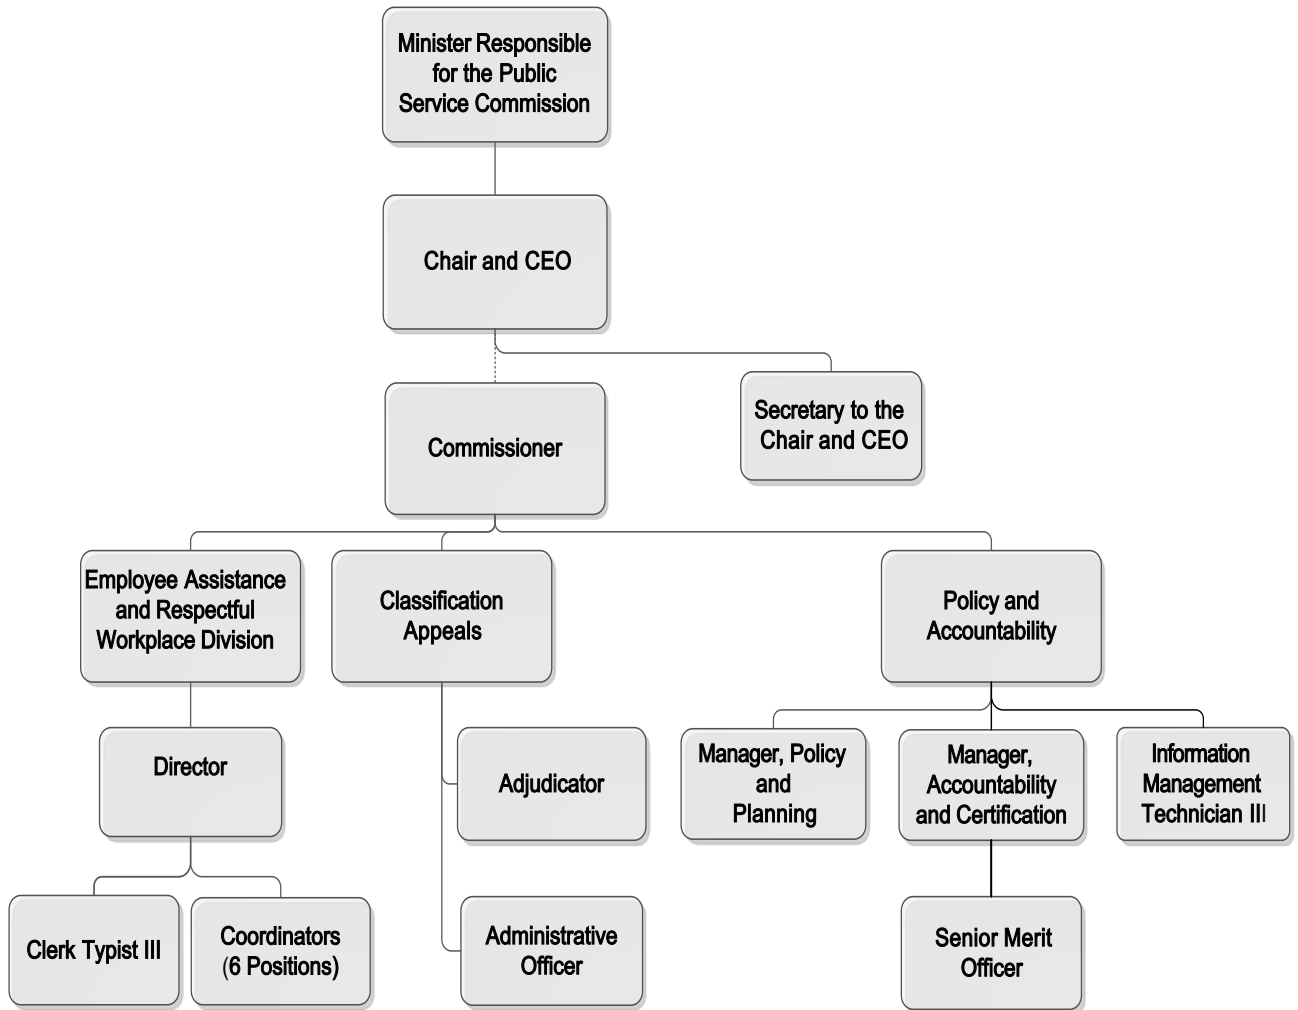 Minister Responsible
for the Public
Service Commission
Chair and CEO
Secretary to the
Chair and CEO
Commissioner
Employee Assistance
and Respectful
Workplace Division
Classification
Appeals
Policy and
Accountability
Director
Adjudicator
Manager, Policy
and
Planning
Manager,
Accountability
and Certification
Information
Management
Technician III
Clerk Typist III
Coordinators
(6 Positions)
Administrative
Officer
Senior Merit
Officer